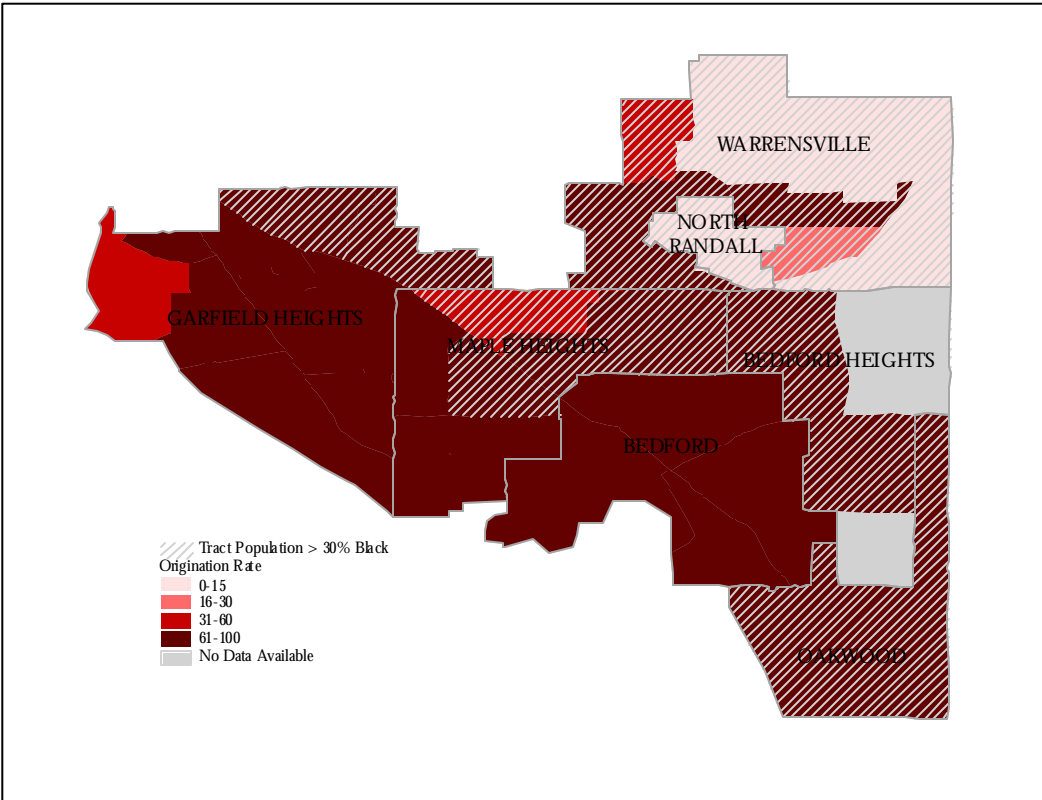 WARRENSVILLE
NORTH
RANDALL
GARFIELD HEIGHTS
MAPLE HEIGHTS
BEDFORD HEIGHTS
BEDFORD
OAKWOOD
Tract Population > 30% Black
Origination Rate
0-15
16-30
31-60
61-100
No Data Available